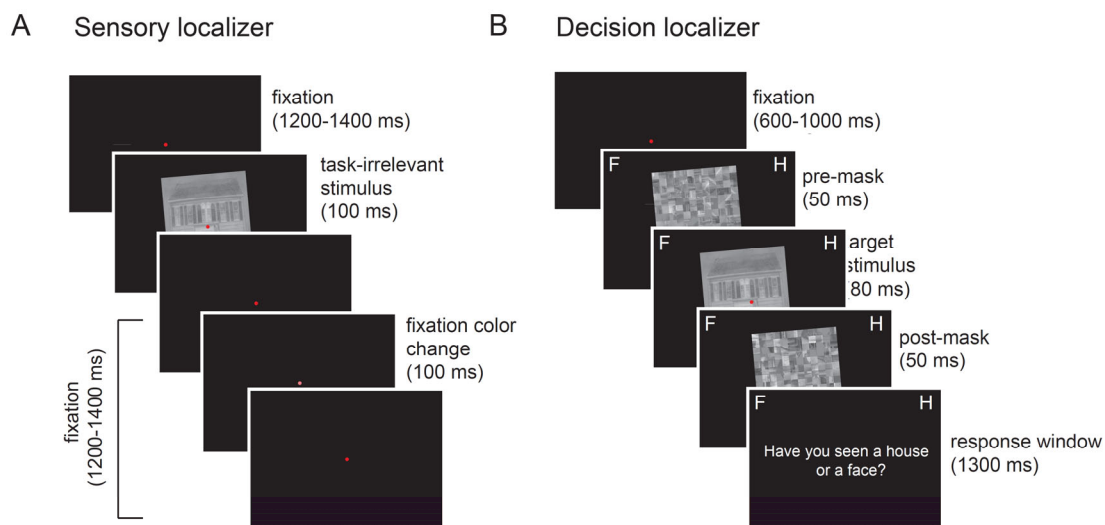 A Sensory localizer
fixation
(1200-1400 ms)
task-irrelevant
stimulus
(100 ms)
fixation color
change
(100 ms)
fixation
(1200-1400 ms)
B Decision localizer
fixation
(600-1000 ms)
F H
pre-mask
(50 ms)
F H
arget
stimulus
(80 ms)
F H
post-mask
(50 ms)
F H
Have you seen a house
or a face?
response window
(1300 ms)